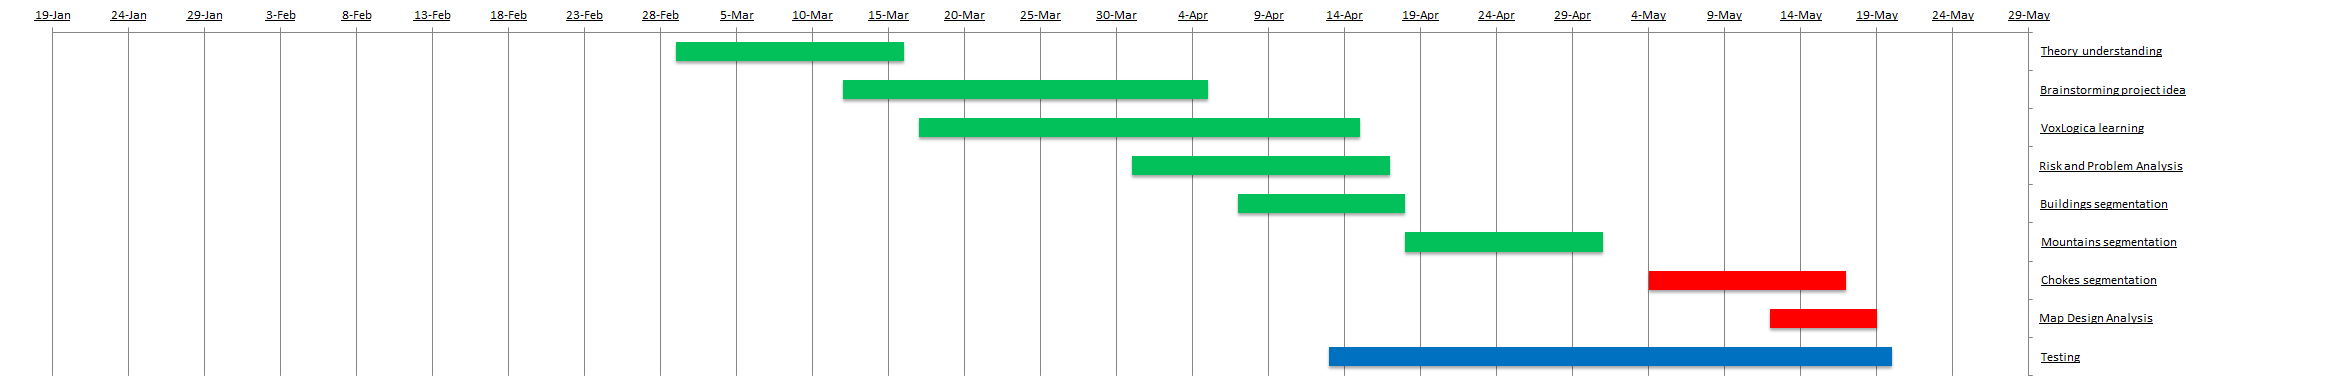 19-Jan 24-Jan 29-Jan 3-Feb 8-Feb 13-Feb 18-Feb 23-Feb 28-Feb 5-Mar 10-Mar 15-Mar 20-Mar 25-Mar 30-Mar 4-Apr 9-Apr 14-Apr 19-Apr 24-Apr 29-Apr 4-May 9-May 14-May 19-May 24-May 29-May
Theory understanding
Brainstorming project idea
VoxLogica learning
Risk and Problem Analysis
Buildings segmentation
Mountains segmentation
Chokes segmentation
Map Design Analysis
Testing